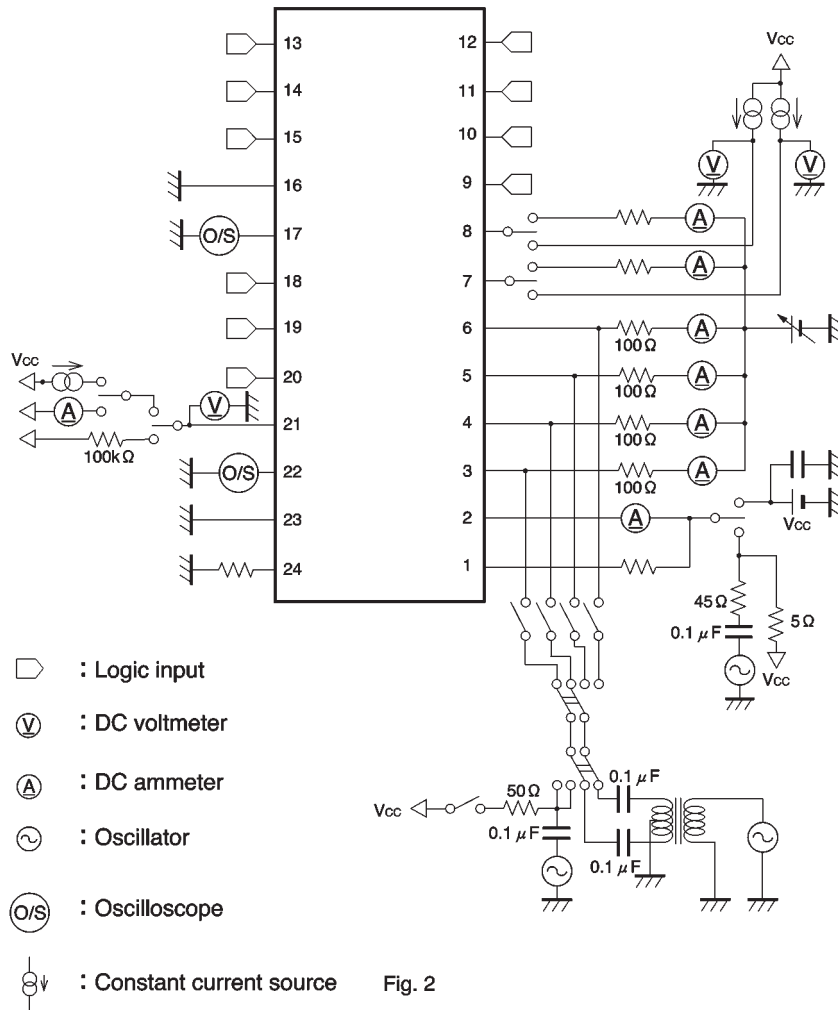 13
12
14
11
15
10
16
9
17
8
18
7
19
6
20
5
21
4
22
3
23
2
24
1
O/S
O/S
Vcc
A
V
100kΩ
Vcc
V
V
A
A
A
100Ω
A
100Ω
A
100Ω
A
100Ω
A
Vcc
45Ω
0.1 μF
5Ω
Vcc
0.1 μF
50Ω
Vcc
0.1 μF
0.1 μF
: Logic input
V : DC voltmeter
A : DC ammeter
: Oscillator
O/S : Oscilloscope
: Constant current source
Fig. 2